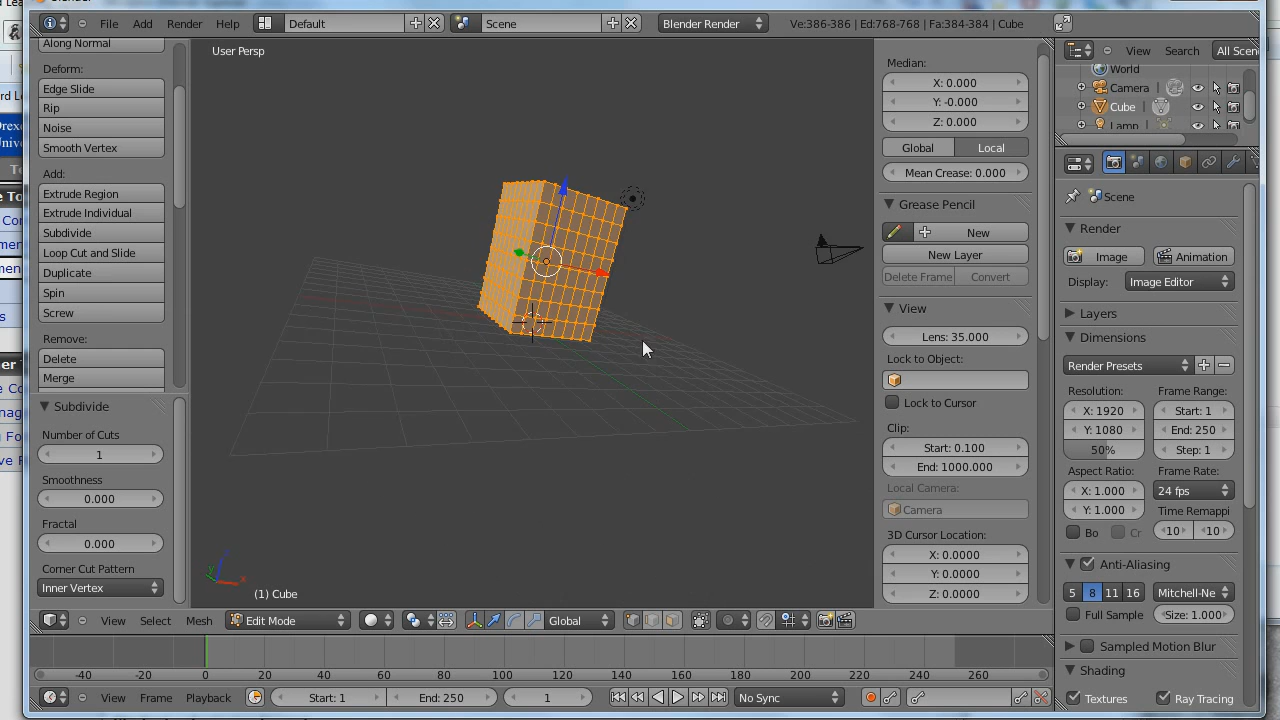 File Add Render Help Default Scene Blender Render Ve:386-386 | Ed:768-768 | Fa:384-384 | Cube
Along Normal
Deform:
Edge Slide
Rip
Noise
Smooth Vertex
Add:
Extrude Region
Extrude Individual
Subdivide
Loop Cut and Slide
Duplicate
Spin
Screw
Remove:
Delete
Merge
Subdivide
Number of Cuts
1
Smoothness
0.000
Fractal
0.000
Corner Cut Pattern
Inner Vertex
User Persp
(1) Cube
Median:
X: 0.000
Y: -0.000
Z: 0.000
Global Local
Mean Crease: 0.000
Grease Pencil
New
New Layer
Delete Frame Convert
View
Lens: 35.000
Lock to Object:
Lock to Cursor
Clip:
Start: 0.100
End: 1000.000
Local Camera:
Camera
3D Cursor Location:
X: 0.0000
Y: 0.0000
Z: 0.0000
View Search All Scen
World
Camera
Cube
Lamp
Scene
Render
Image Animation
Display: Image Editor
Layers
Dimensions
Render Presets
Resolution: Frame Range:
X: 1920 Start: 1
Y: 1080 End: 250
50% Step: 1
Aspect Ratio: Frame Rate:
X: 1.000 24 fps
Y: 1.000 Time Remappi
Bo Cr 10 10
Anti-Aliasing
5 8 11 16 Mitchell-Ne
Full Sample Size: 1.000
Sampled Motion Blur
Shading
Textures Ray Tracing
View Select Mesh Edit Mode Global
-40 -20 0 20 40 60 80 100 120 140 160 180 200 220 240 260
View Frame Playback Start: 1 End: 250 1 No Sync